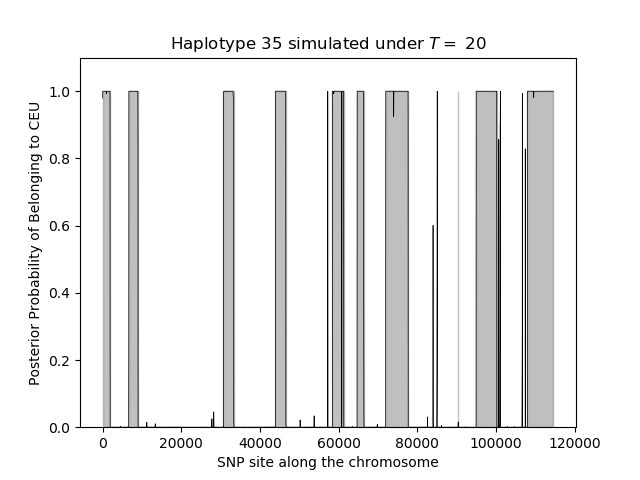 Haplotype 35 simulated under T = 20
1.0
0.8
0.6
0.4
0.2
0.0
Posterior Probability of Belonging to CEU
0 20000 40000 60000 80000 100000 120000
SNP site along the chromosome